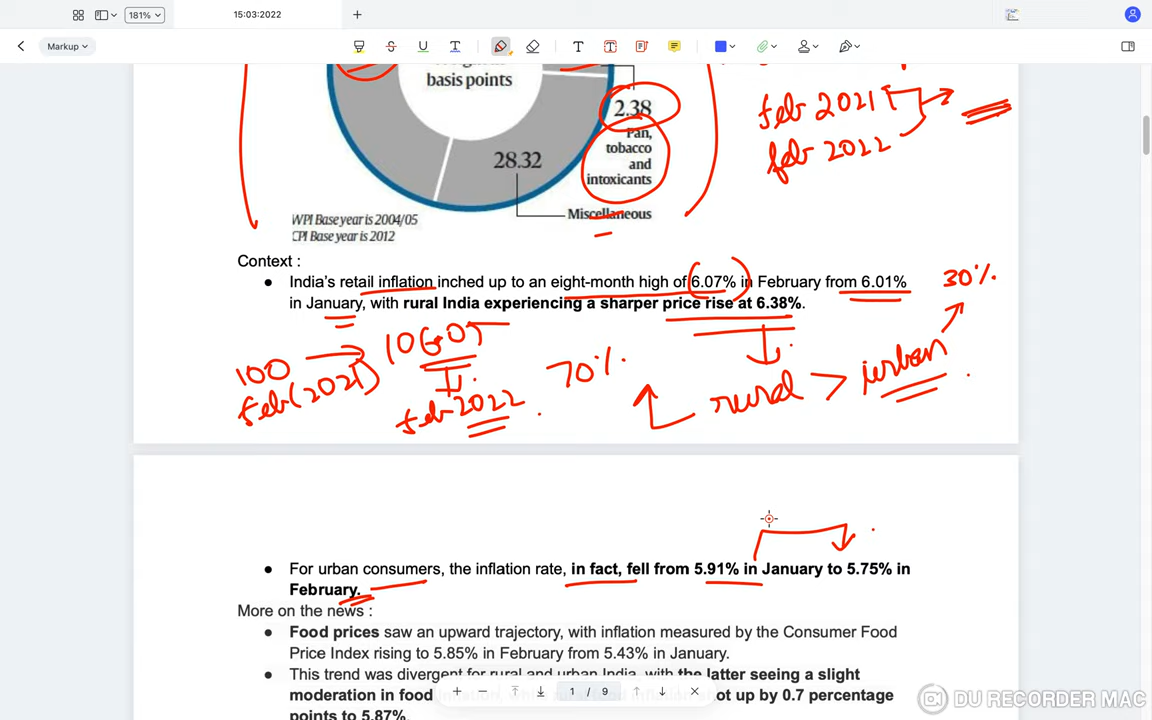 181%
15:03:2022
Markup
basis points
2.38
Pan,
tobacco
and
intoxicants
28.32
Miscellaneous
feb 2021
feb 2022
WPI Base year is 2004/05
CPI Base year is 2012
Context :
● India's retail inflation inched up to an eight-month high of 6.07% in February from 6.01%
in January, with rural India experiencing a sharper price rise at 6.38%.
30%
100
feb (2021)
106.07
feb 2022
70%
rural > urban
● For urban consumers, the inflation rate, in fact, fell from 5.91% in January to 5.75% in
February.
More on the news :
● Food prices saw an upward trajectory, with inflation measured by the Consumer Food
Price Index rising to 5.85% in February from 5.43% in January.
● This trend was divergent for rural and urban India, with the latter seeing a slight
moderation in food
ot up by 0.7 percentage
points to 5.87%.
1 / 9
DU RECORDER MAC